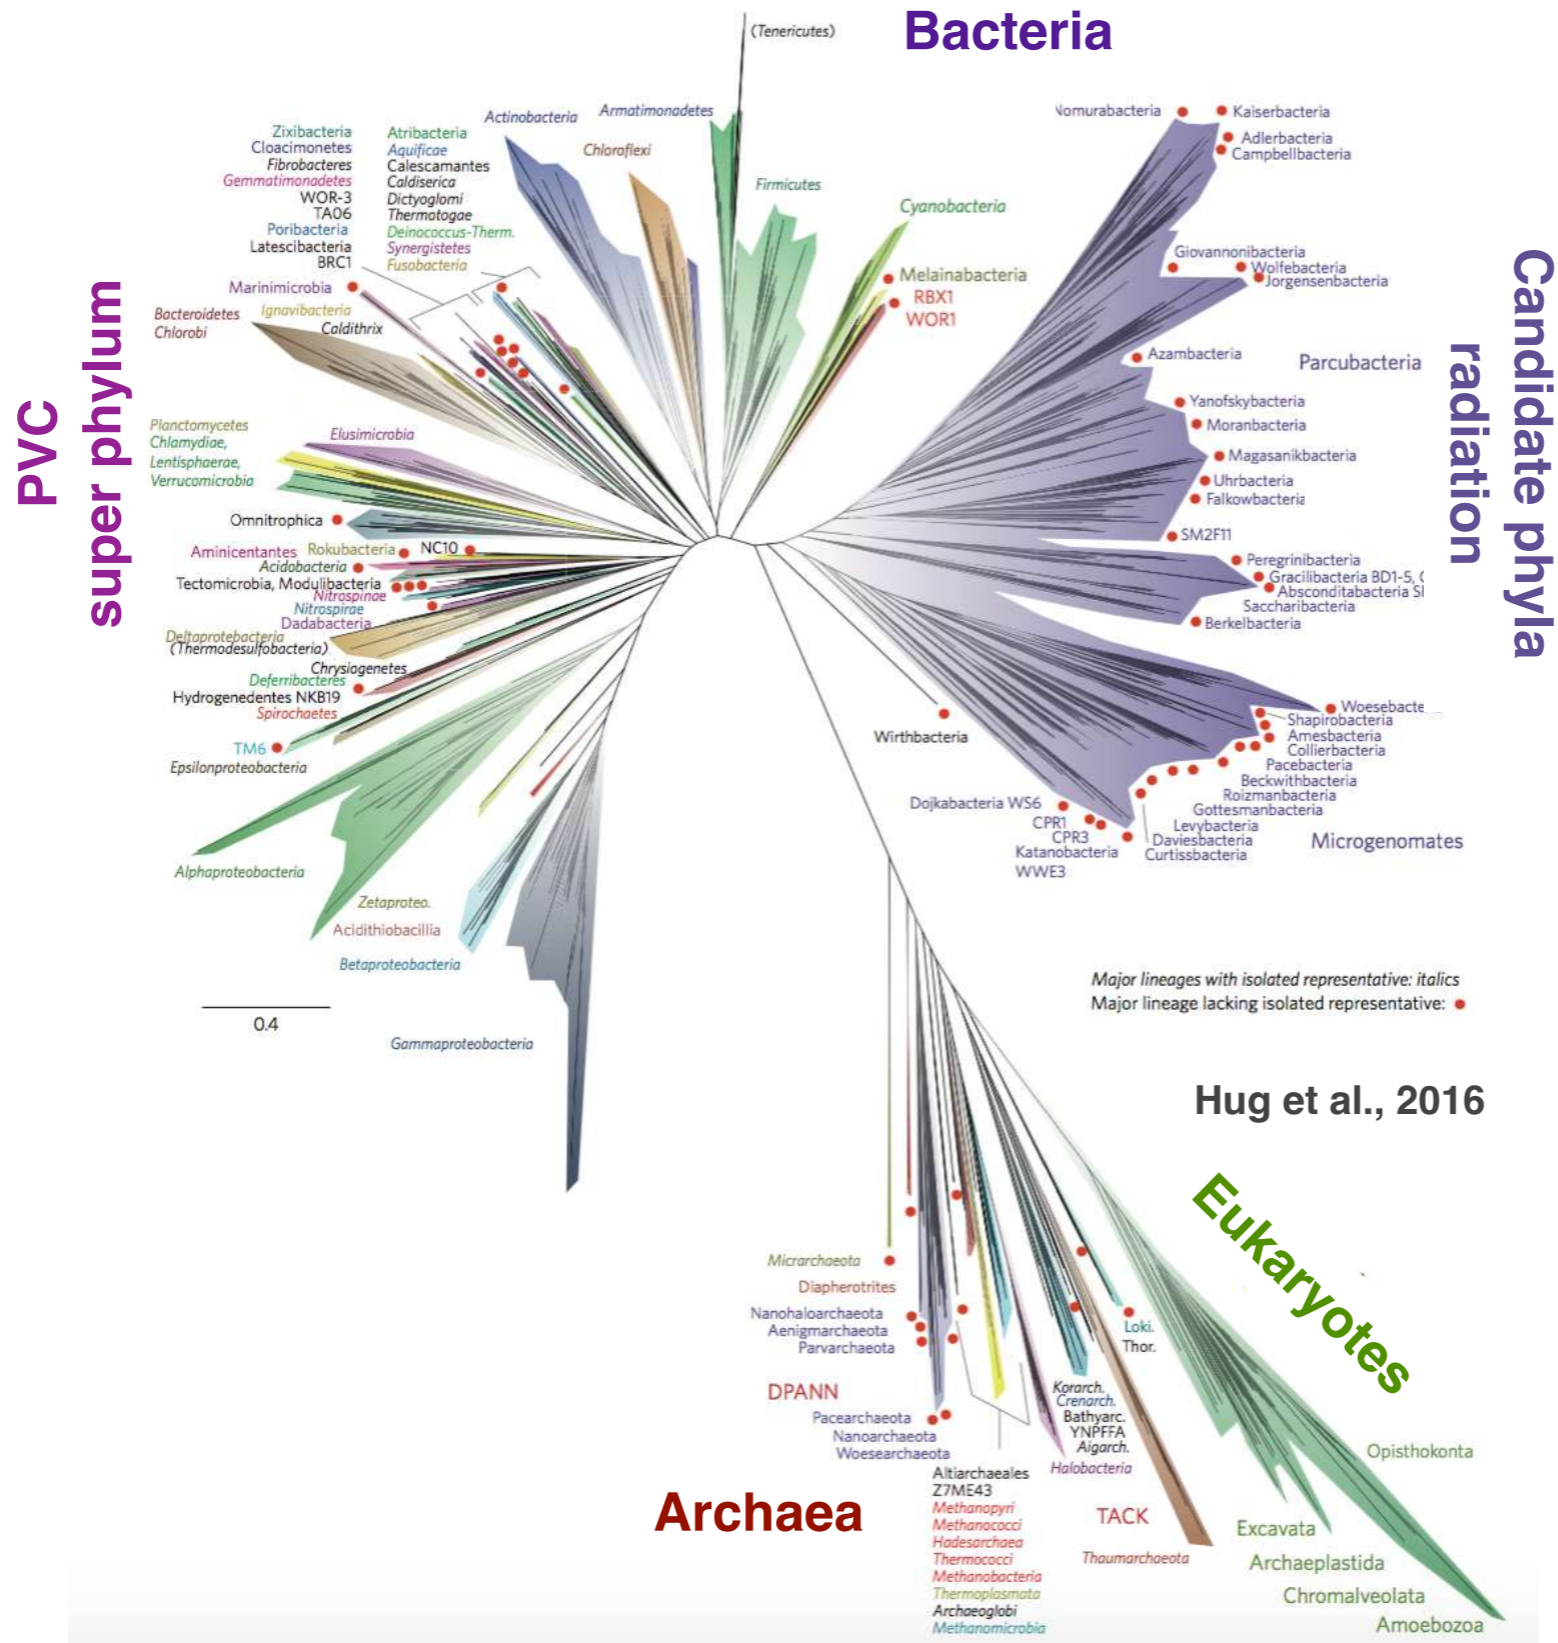 Bacteria
(Tenericutes)
Actinobacteria
Armatimonadetes
Chloroflexi
Firmicutes
Cyanobacteria
Melainabacteria
RBX1
WOR1
Zixibacteria
Cloacimonetes
Fibrobacteres
Gemmatimonadetes
WOR-3
TA06
Poribacteria
Latescibacteria
BRC1
Atribacteria
Aquificae
Calescamantes
Caldiserica
Dictyoglomi
Thermotogae
Deinococcus-Therm.
Synergistetes
Fusobacteria
Marinimicrobia
Bacteroidetes
Chlorobi
Ignavibacteria
Caldithrix
PVC
super phylum
Planctomycetes
Chlamydiae,
Lentisphaerae,
Verrucomicrobia
Elusimicrobia
Omnitrophica
Aminicentantes
Rokubacteria
NC10
Acidobacteria
Tectomicrobia, Modulibacteria
Nitrospinae
Nitrospirae
Dadabacteria
Deltaprotebacteria
(Thermodesulfobacteria)
Chrysiogenetes
Deferribacteres
Hydrogenedentes NKB19
Spirochaetes
TM6
Epsilonproteobacteria
Alphaproteobacteria
Zetaproteo.
Acidithiobacillia
Betaproteobacteria
Gammaproteobacteria
0.4
Nomurabacteria
Kaiserbacteria
Adlerbacteria
Campbellbacteria
Giovannonibacteria
Wolfebacteria
Jorgensenbacteria
Azambacteria
Parcubacteria
Candidate phyla
radiation
Yanofskybacteria
Moranbacteria
Magasanikbacteria
Uhrbacteria
Falkowbacteria
SM2F11
Peregrinibacteria
Gracilibacteria BD1-5,
Absconditabacteria
Saccharibacteria
Berkelbacteria
Woesebacte
Shapirobacteria
Amesbacteria
Collierbacteria
Pacebacteria
Beckwithbacteria
Roizmanbacteria
Gottesmanbacteria
Levybacteria
Daviesbacteria
Curtissbacteria
Microgenomates
Wirthbacteria
Dojkabacteria WS6
CPR1
CPR3
Katanobacteria
WWE3
Major lineages with isolated representative: italics
Major lineage lacking isolated representative:
Hug et al., 2016
Eukaryotes
Micrarchaeota
Diapherotrites
Nanohaloarchaeota
Aenigmarchaeota
Parvarchaeota
DPANN
Pacearchaeota
Nanoarchaeota
Woesearchaeota
Archaea
Altiarchaeales
Z7ME43
Methanopyri
Methanococci
Hadesarchaea
Thermococci
Methanobacteria
Thermoplasmata
Archaeoglobi
Methanomicrobia
Loki.
Thor.
Korarch.
Crenarch.
Bathyarc.
YNPFFA
Aigarch.
Halobacteria
TACK
Thaumarchaeota
Opisthokonta
Excavata
Archaeplastida
Chromalveolata
Amoebozoa